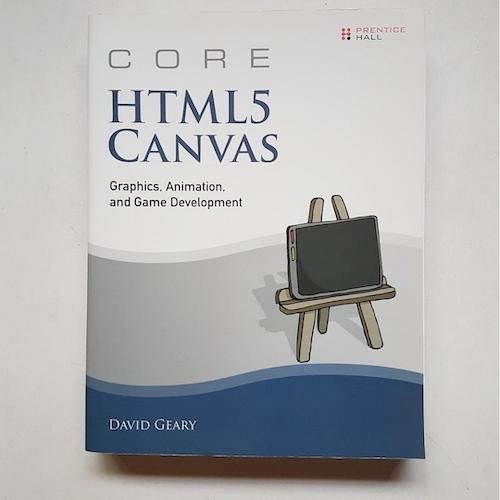 PRENTICE
HALL
CORE
HTML5
CANVAS
Graphics, Animation,
and Game Development
DAVID GEARY